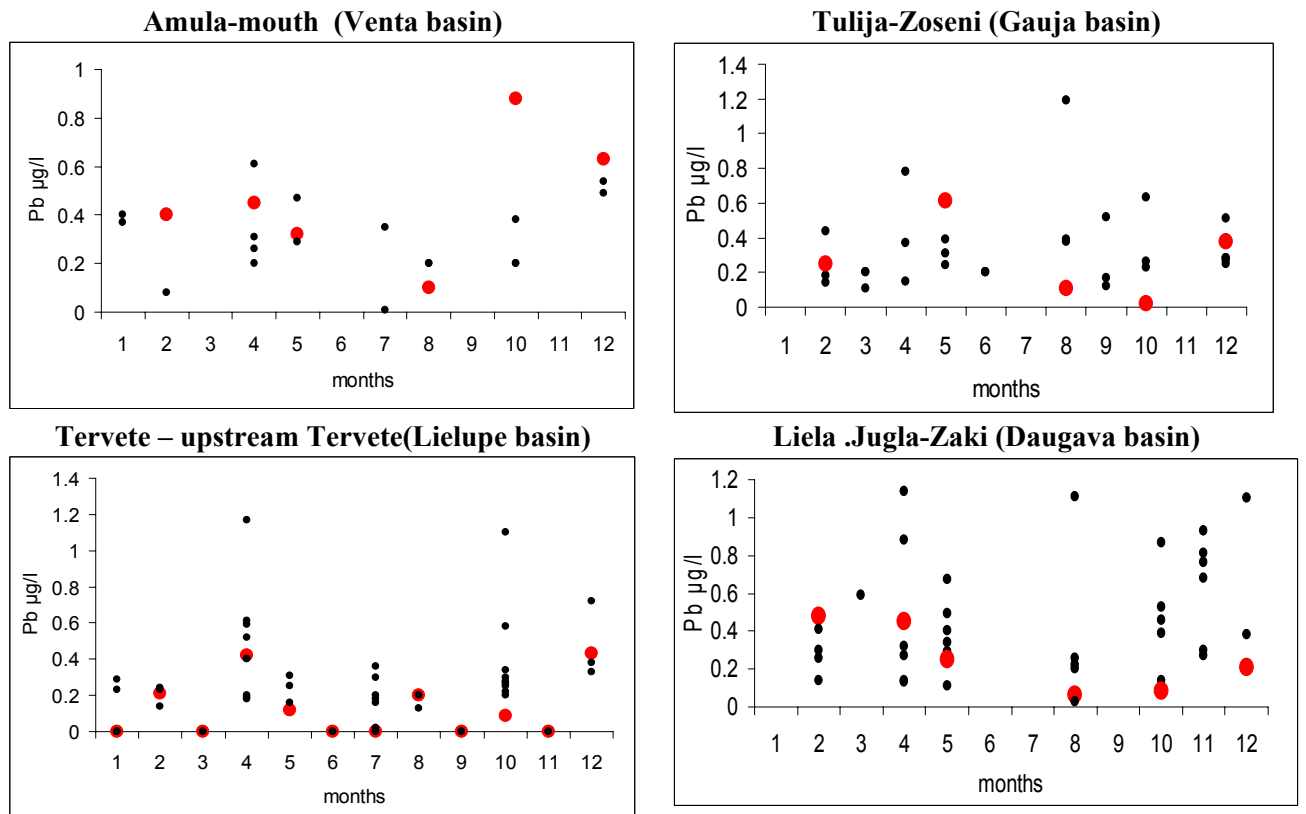 Amula-mouth (Venta basin)
Pb µg/l
1
0.8
0.6
0.4
0.2
0
1 2 3 4 5 6 7 8 9 10 11 12
months
Tulija-Zoseni (Gauja basin)
Pb µg/l
1.4
1.2
1
0.8
0.6
0.4
0.2
0
1 2 3 4 5 6 7 8 9 10 11 12
months
Tervete – upstream Tervete(Lielupe basin)
Pb µg/l
1.4
1.2
1
0.8
0.6
0.4
0.2
0
1 2 3 4 5 6 7 8 9 10 11 12
months
Liela .Jugla-Zaki (Daugava basin)
Pb µg/l
1.2
1
0.8
0.6
0.4
0.2
0
1 2 3 4 5 6 7 8 9 10 11 12
months